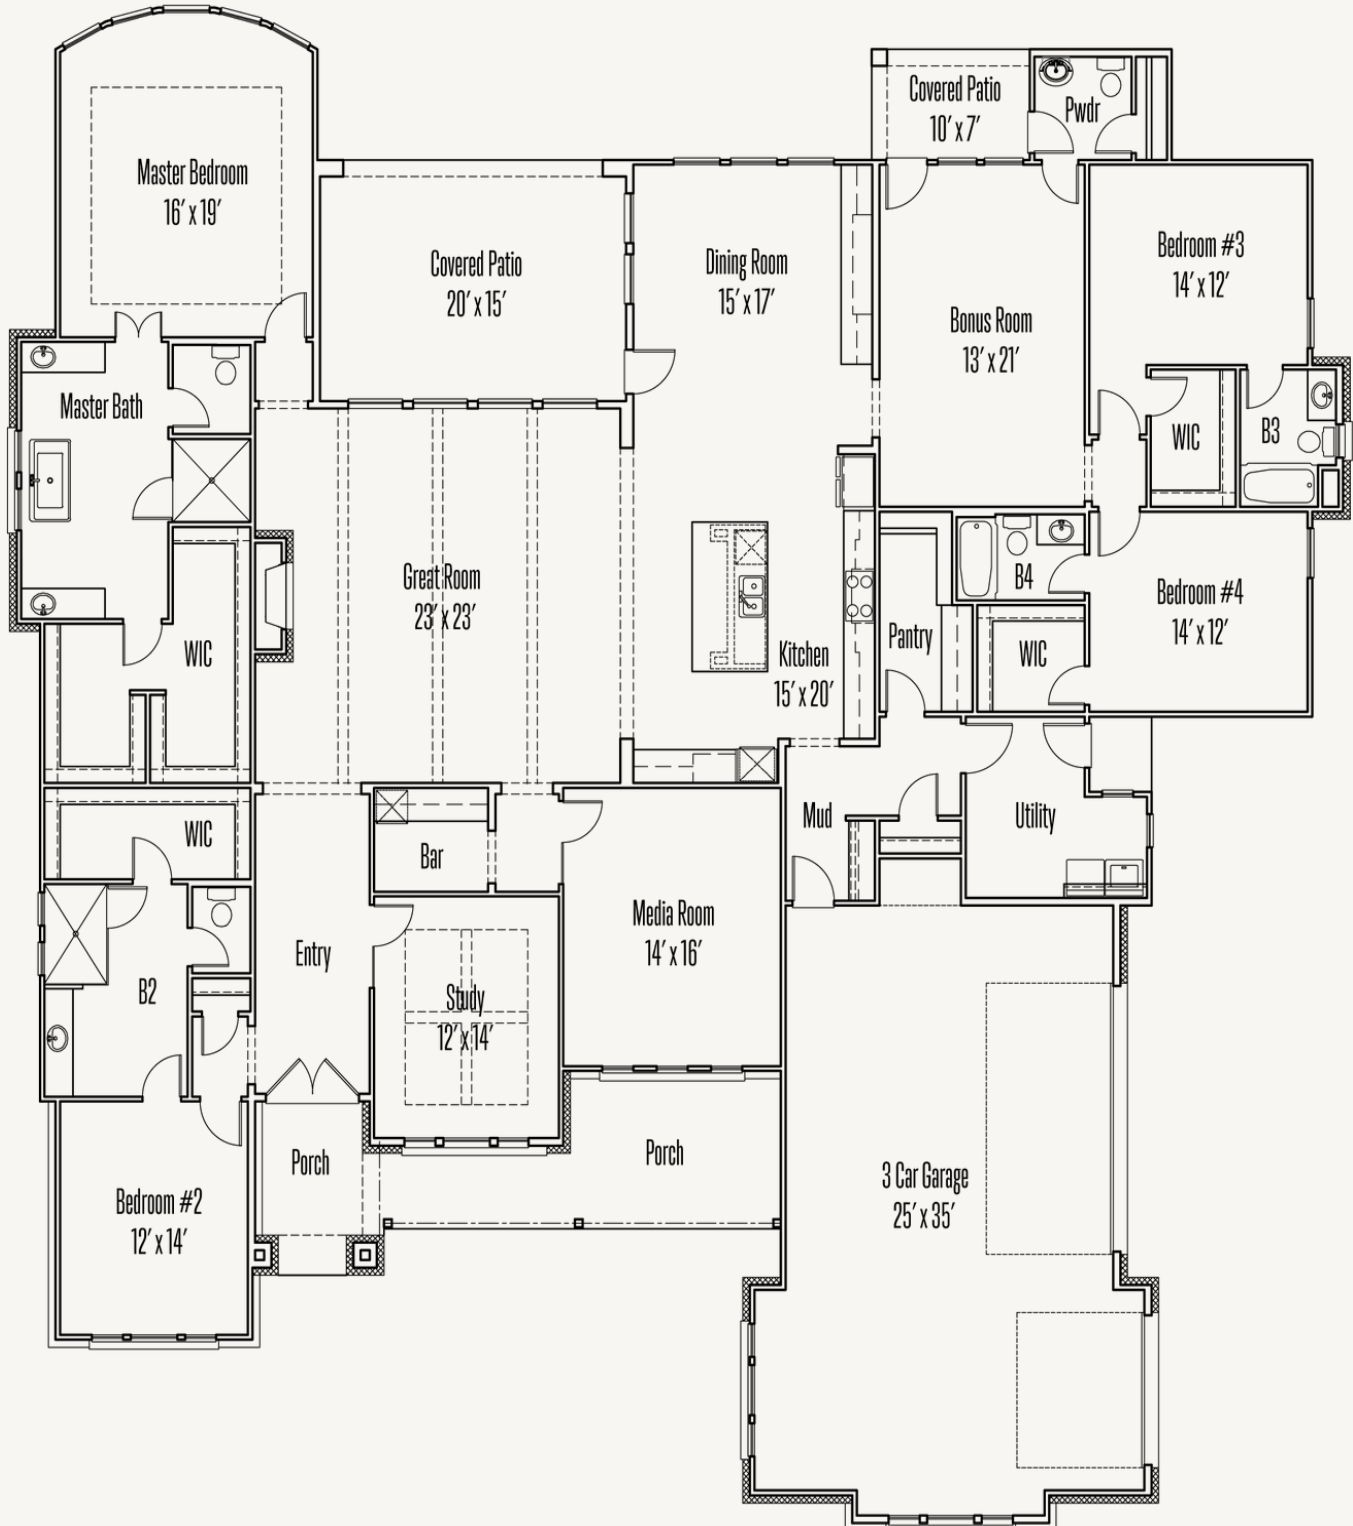 Covered Patio
10' x 7'
Pwdr
Master Bedroom
16' x 19'
Covered Patio
20' x 15'
Dining Room
15' x 17'
Bonus Room
13' x 21'
Bedroom #3
14' x 12'
Master Bath
WIC
B3
Great Room
23' x 23'
B4
Bedroom #4
14' x 12'
WIC
Kitchen
15' x 20'
Pantry
WIC
WIC
Bar
Mud
Utility
Media Room
14' x 16'
Entry
B2
Study
12' x 14'
Porch
Porch
Bedroom #2
12' x 14'
3 Car Garage
25' x 35'